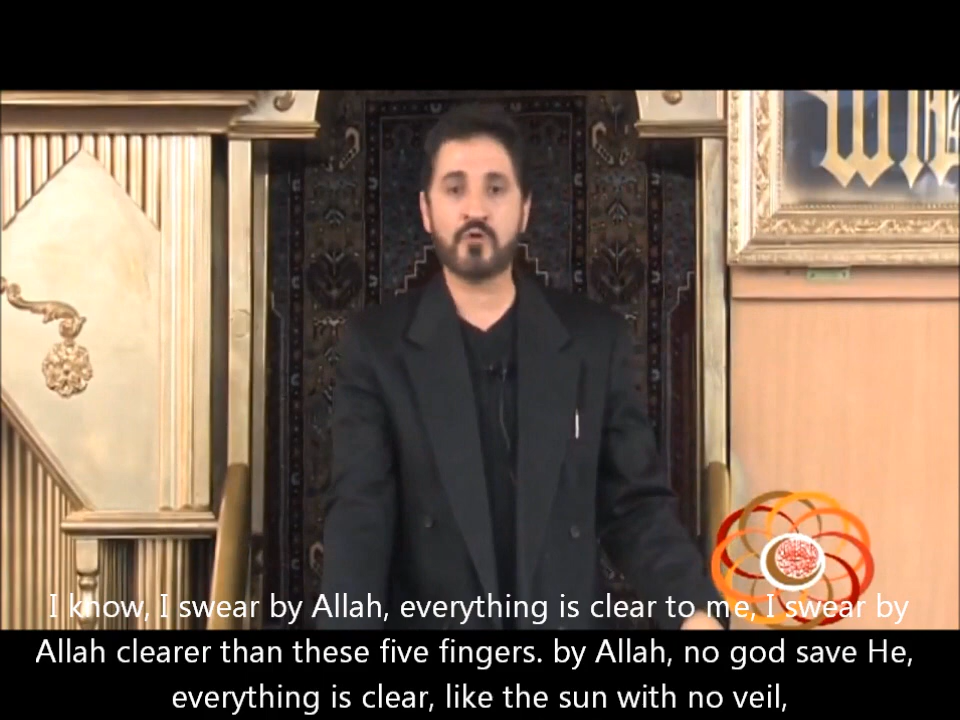 I know, I swear by Allah, everything is clear to me, I swear by
Allah clearer than these five fingers. by Allah, no god save He,
everything is clear, like the sun with no veil,